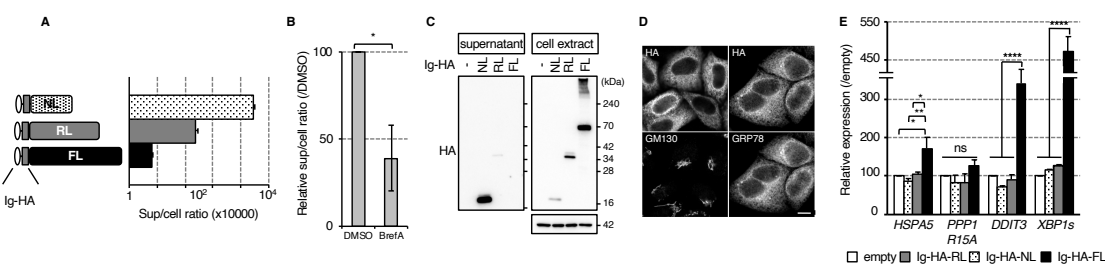 A
NL
RL
FL
Ig-HA
1
10²
10⁴
Sup/cell ratio (x10000)
B
Relative sup/cell ratio (/DMSO)
100
50
0
*
DMSO
BrefA
C
supernatant
cell extract
Ig-HA
- NL RL FL
- NL RL FL
(kDa)
HA
240
70
42
34
28
16
42
D
HA
HA
GM130
GRP78
E
Relative expression (/empty)
550
450
300
200
100
0
*
**
*
ns
****
****
HSPA5
PPP1
R15A
DDIT3
XBP1s
empty
Ig-HA-RL
Ig-HA-NL
Ig-HA-FL